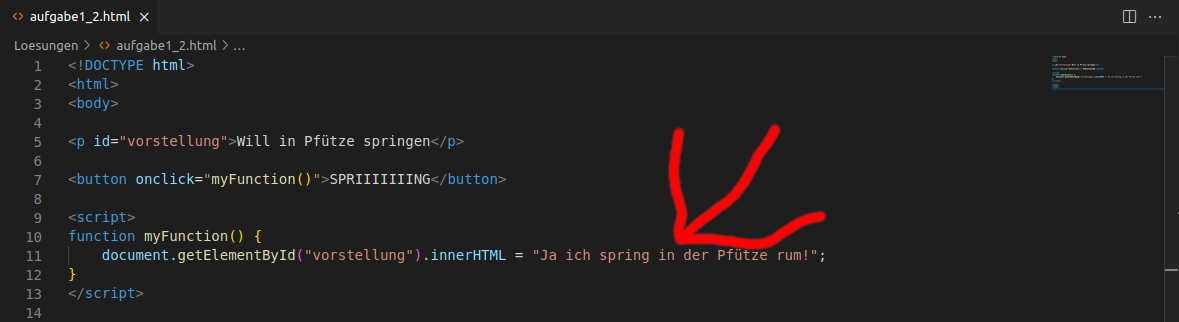 aufgabe1_2.html
Loesungen > aufgabe1_2.html > ...
1 <!DOCTYPE html>
2 <html>
3 <body>
4
5 <p id="vorstellung">Will in Pfütze springen</p>
6
7 <button onclick="myFunction()">SPRIIIIIIING</button>
8
9 <script>
10 function myFunction() {
11 document.getElementById("vorstellung").innerHTML = "Ja ich spring in der Pfütze rum!";
12 }
13 </script>
14